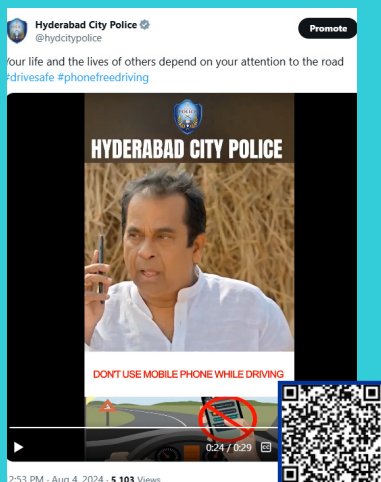 Hyderabad City Police
Promote
@hydcitypolice
Your life and the lives of others depend on your attention to the road
#drivesafe #phonefreedriving
HYDERABAD CITY POLICE
DON'T USE MOBILE PHONE WHILE DRIVING
0:24 / 0:29
2:53 PM · Aug 4, 2024 · 5,103 Views